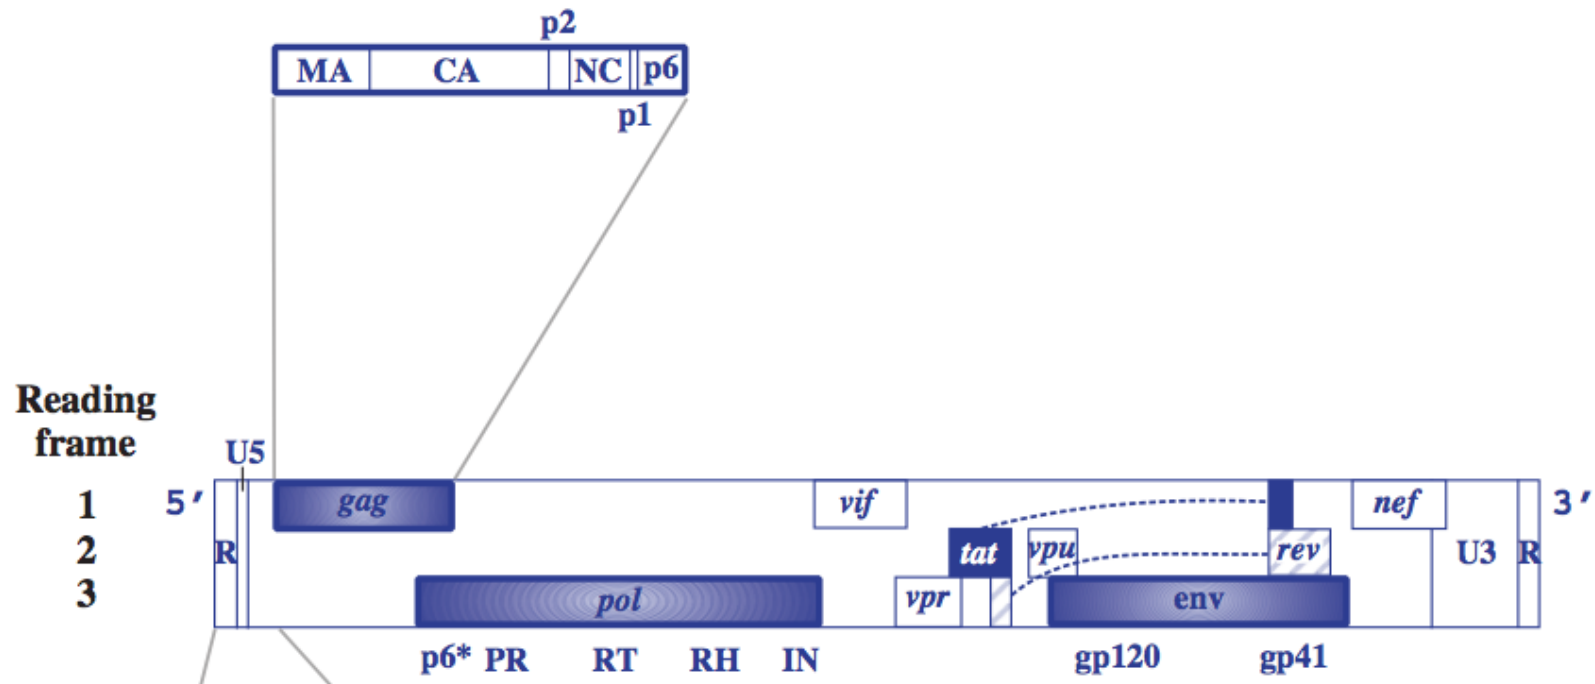 p2
MA CA NC p6
p1
Reading
frame
U5
1 5′ gag vif nef 3′
2 R tat vpu rev U3 R
3 pol vpr env
p6* PR RT RH IN gp120 gp41